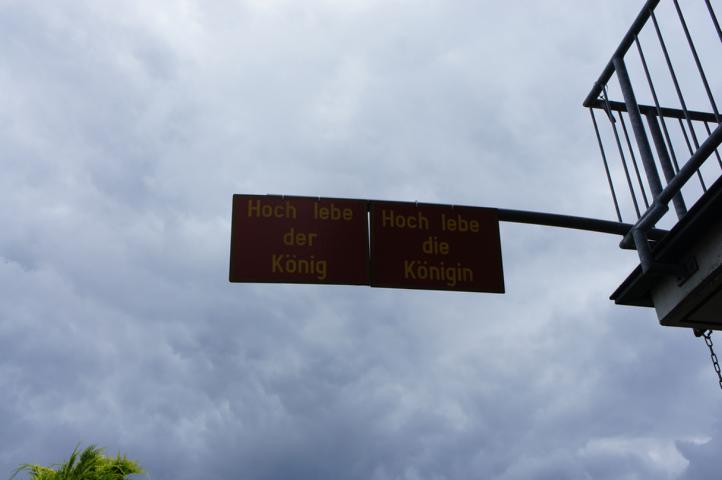 Hoch lebe
der
König
Hoch lebe
die
Königin